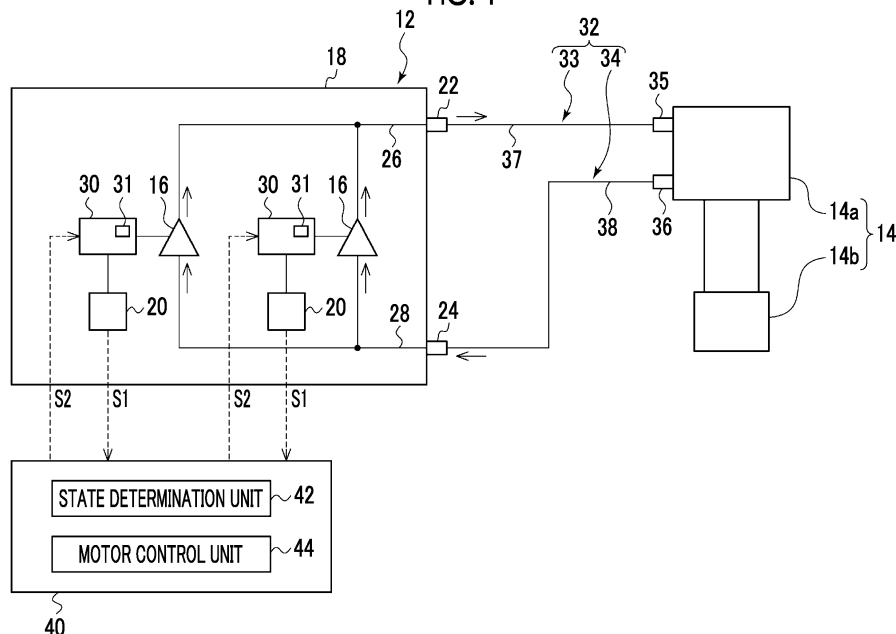 FIG. 1
12
32
18
33 34
22
35
26
37
30 31 16
30 31 16
38
36
14a
14
14b
20
20
28
24
S2 S1 S2 S1
STATE DETERMINATION UNIT
42
MOTOR CONTROL UNIT
44
40